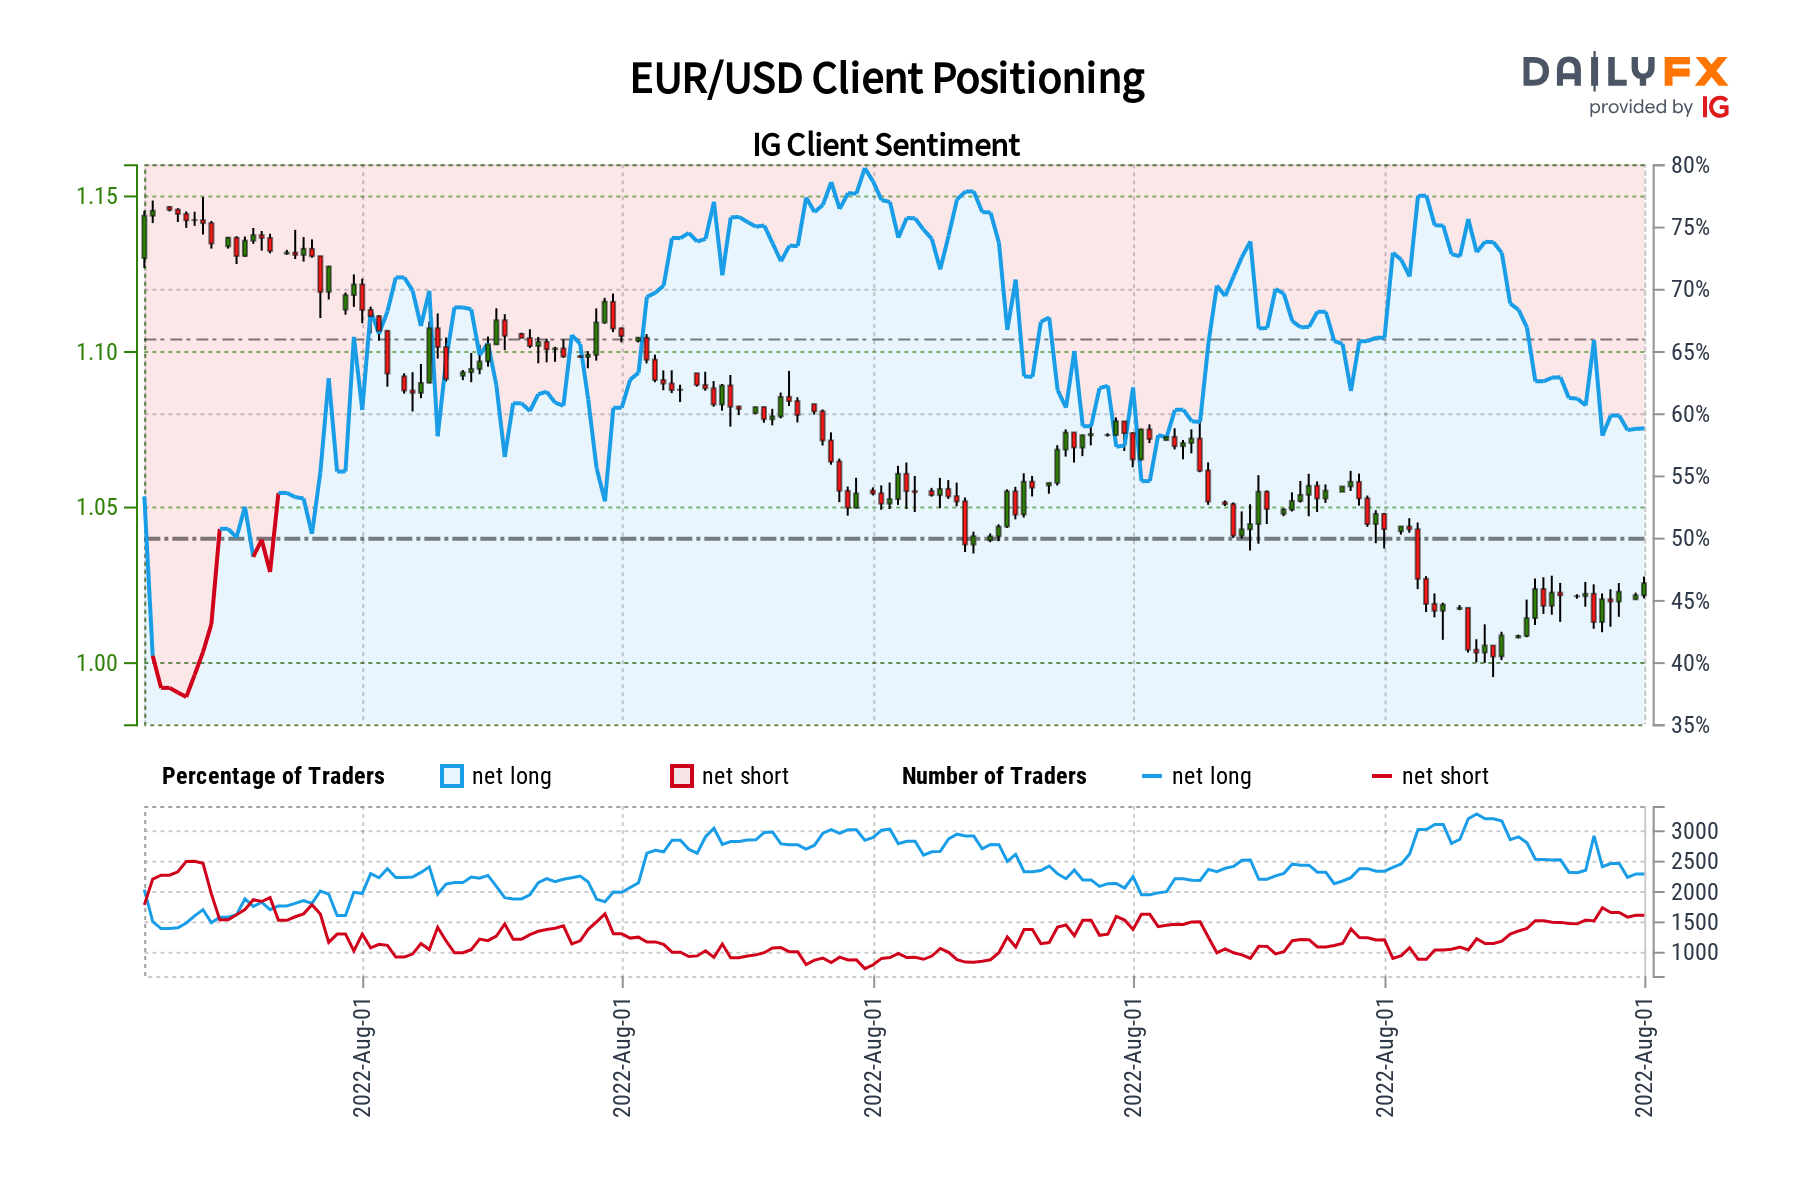 EUR/USD Client Positioning
DAILYFX
provided by IG
IG Client Sentiment
1.15
1.10
1.05
1.00
80%
75%
70%
65%
60%
55%
50%
45%
40%
35%
Percentage of Traders net long net short Number of Traders net long net short
3000
2500
2000
1500
1000
2022-Aug-01
2022-Aug-01
2022-Aug-01
2022-Aug-01
2022-Aug-01
2022-Aug-01